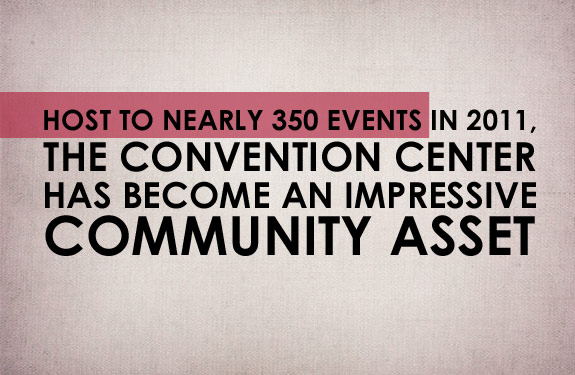 HOST TO NEARLY 350 EVENTS IN 2011,
THE CONVENTION CENTER
HAS BECOME AN IMPRESSIVE
COMMUNITY ASSET